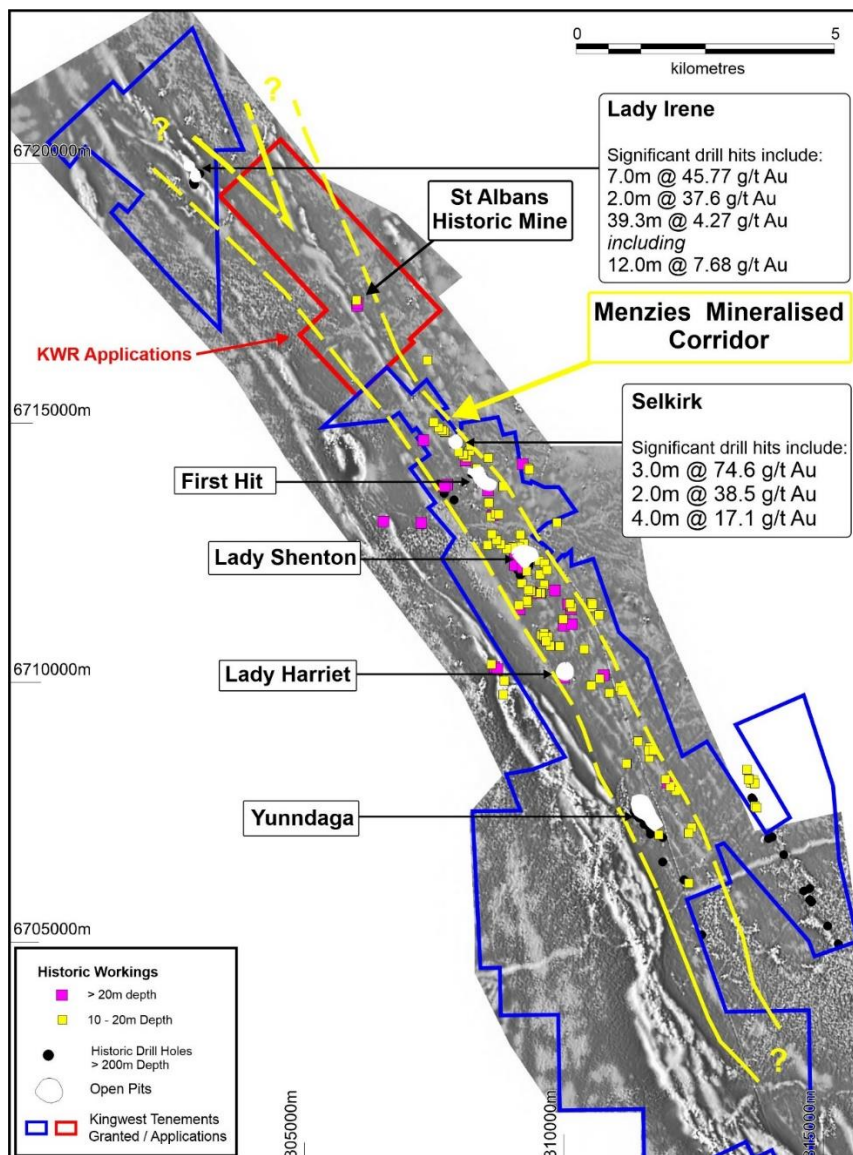 0 5
kilometres
Lady Irene
Significant drill hits include:
7.0m @ 45.77 g/t Au
2.0m @ 37.6 g/t Au
39.3m @ 4.27 g/t Au
including
12.0m @ 7.68 g/t Au
?
?
6720000m
St Albans
Historic Mine
Menzies Mineralised
Corridor
KWR Applications
6715000m
Selkirk
Significant drill hits include:
3.0m @ 74.6 g/t Au
2.0m @ 38.5 g/t Au
4.0m @ 17.1 g/t Au
First Hit
Lady Shenton
Lady Harriet
6710000m
Yunndaga
6705000m
?
Historic Workings
> 20m depth
10 - 20m Depth
Historic Drill Holes
> 200m Depth
Open Pits
Kingwest Tenements
Granted / Applications
305000m
310000m
315000m